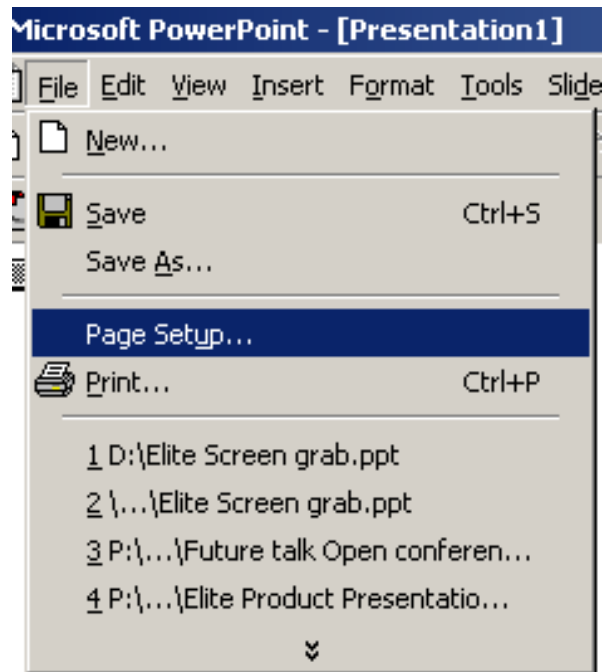 Microsoft PowerPoint - [Presentation1]
File Edit View Insert Format Tools Slide
New...
Save Ctrl+S
Save As...
Page Setup...
Print... Ctrl+P
1 D:\Elite Screen grab.ppt
2 \...\Elite Screen grab.ppt
3 P:\...\Future talk Open conferen...
4 P:\...\Elite Product Presentatio...